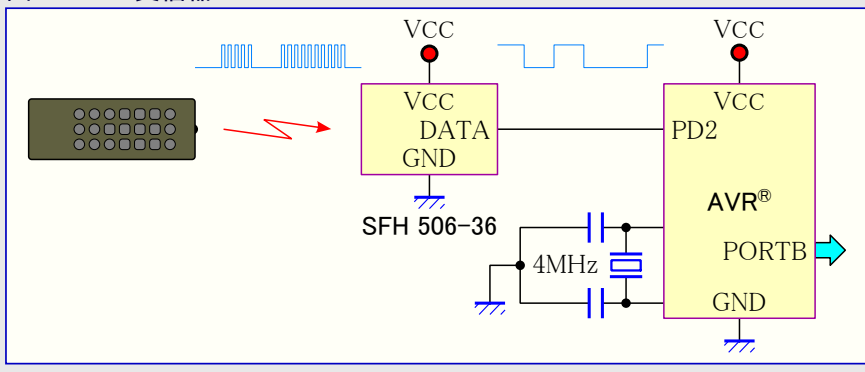 VCC
VCC
VCC
DATA
GND
SFH 506-36
VCC
PD2
AVR®
4MHz
PORTB
GND